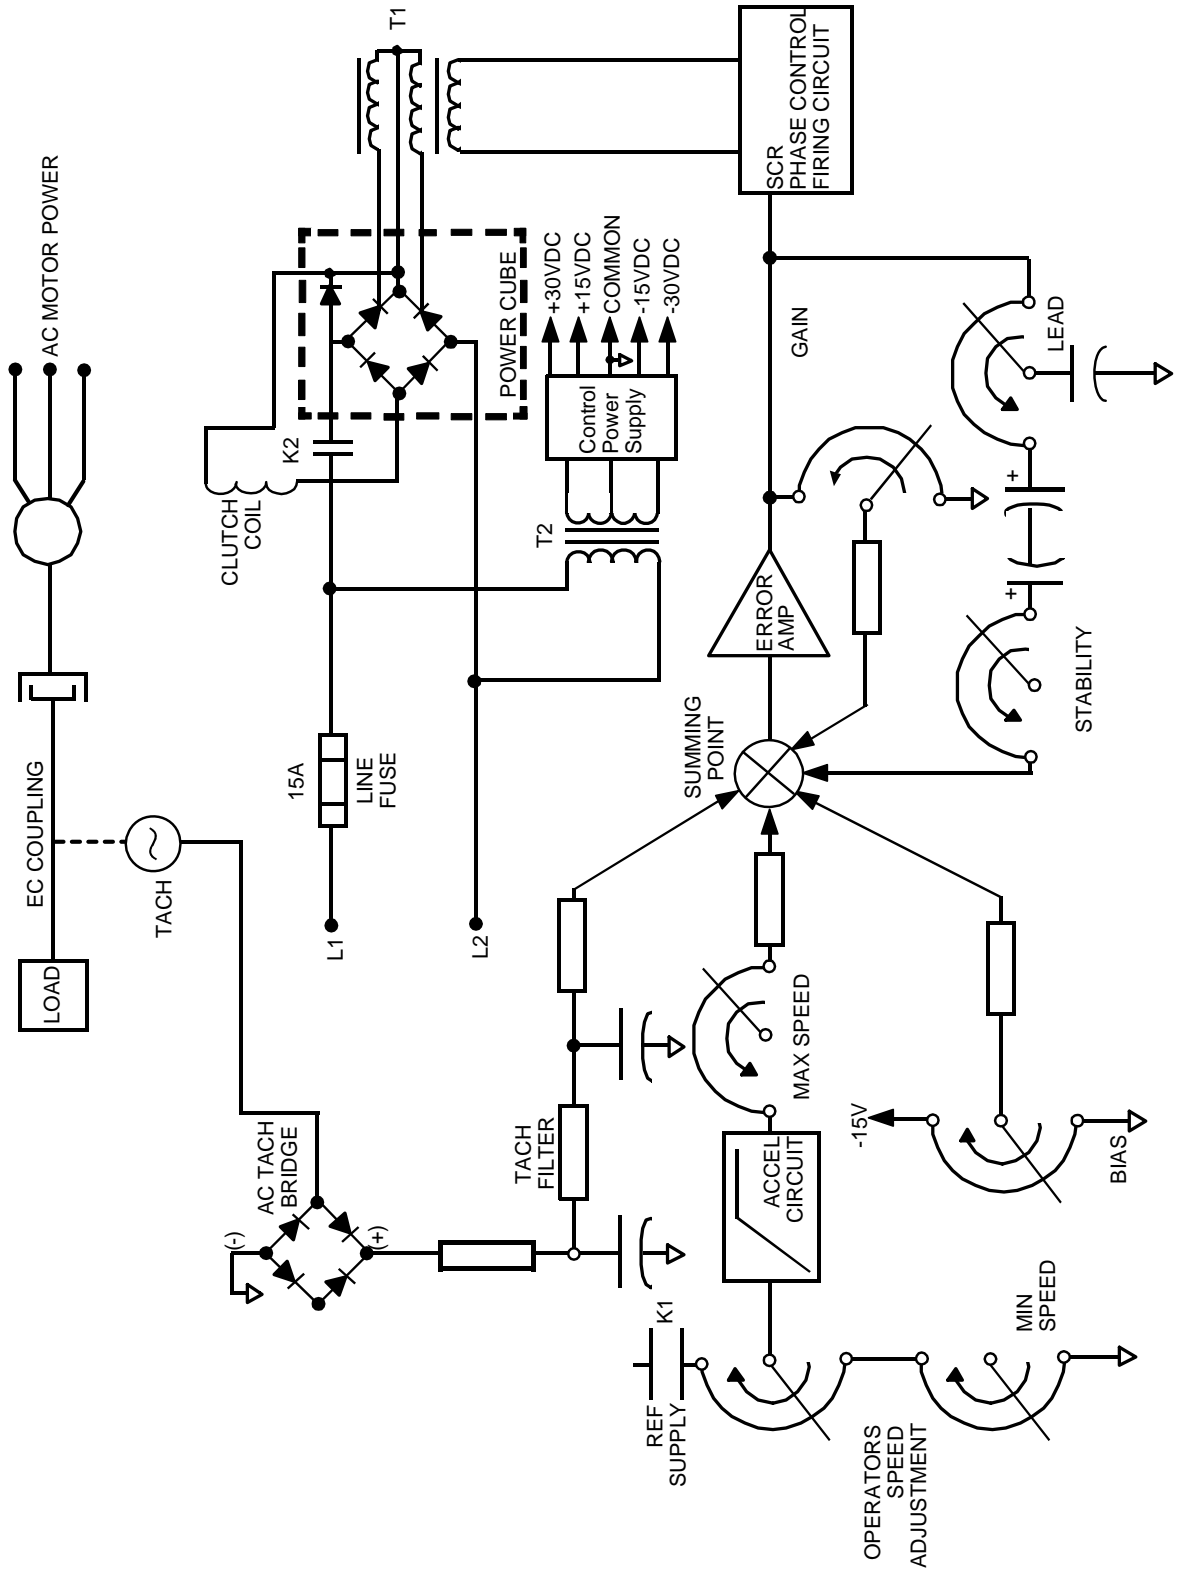 AC MOTOR POWER
EC COUPLING
LOAD
TACH
CLUTCH
COIL
K2
T1
POWER CUBE
15A
LINE
FUSE
L1
L2
T2
Control
Power
Supply
+30VDC
+15VDC
COMMON
-15VDC
-30VDC
SCR
PHASE CONTROL
FIRING CIRCUIT
AC TACH
BRIDGE
(-)
(+)
TACH
FILTER
SUMMING
POINT
ERROR
AMP
GAIN
LEAD
+
+
STABILITY
MAX SPEED
ACCEL
CIRCUIT
-15V
BIAS
K1
REF
SUPPLY
MIN
SPEED
OPERATORS
SPEED
ADJUSTMENT